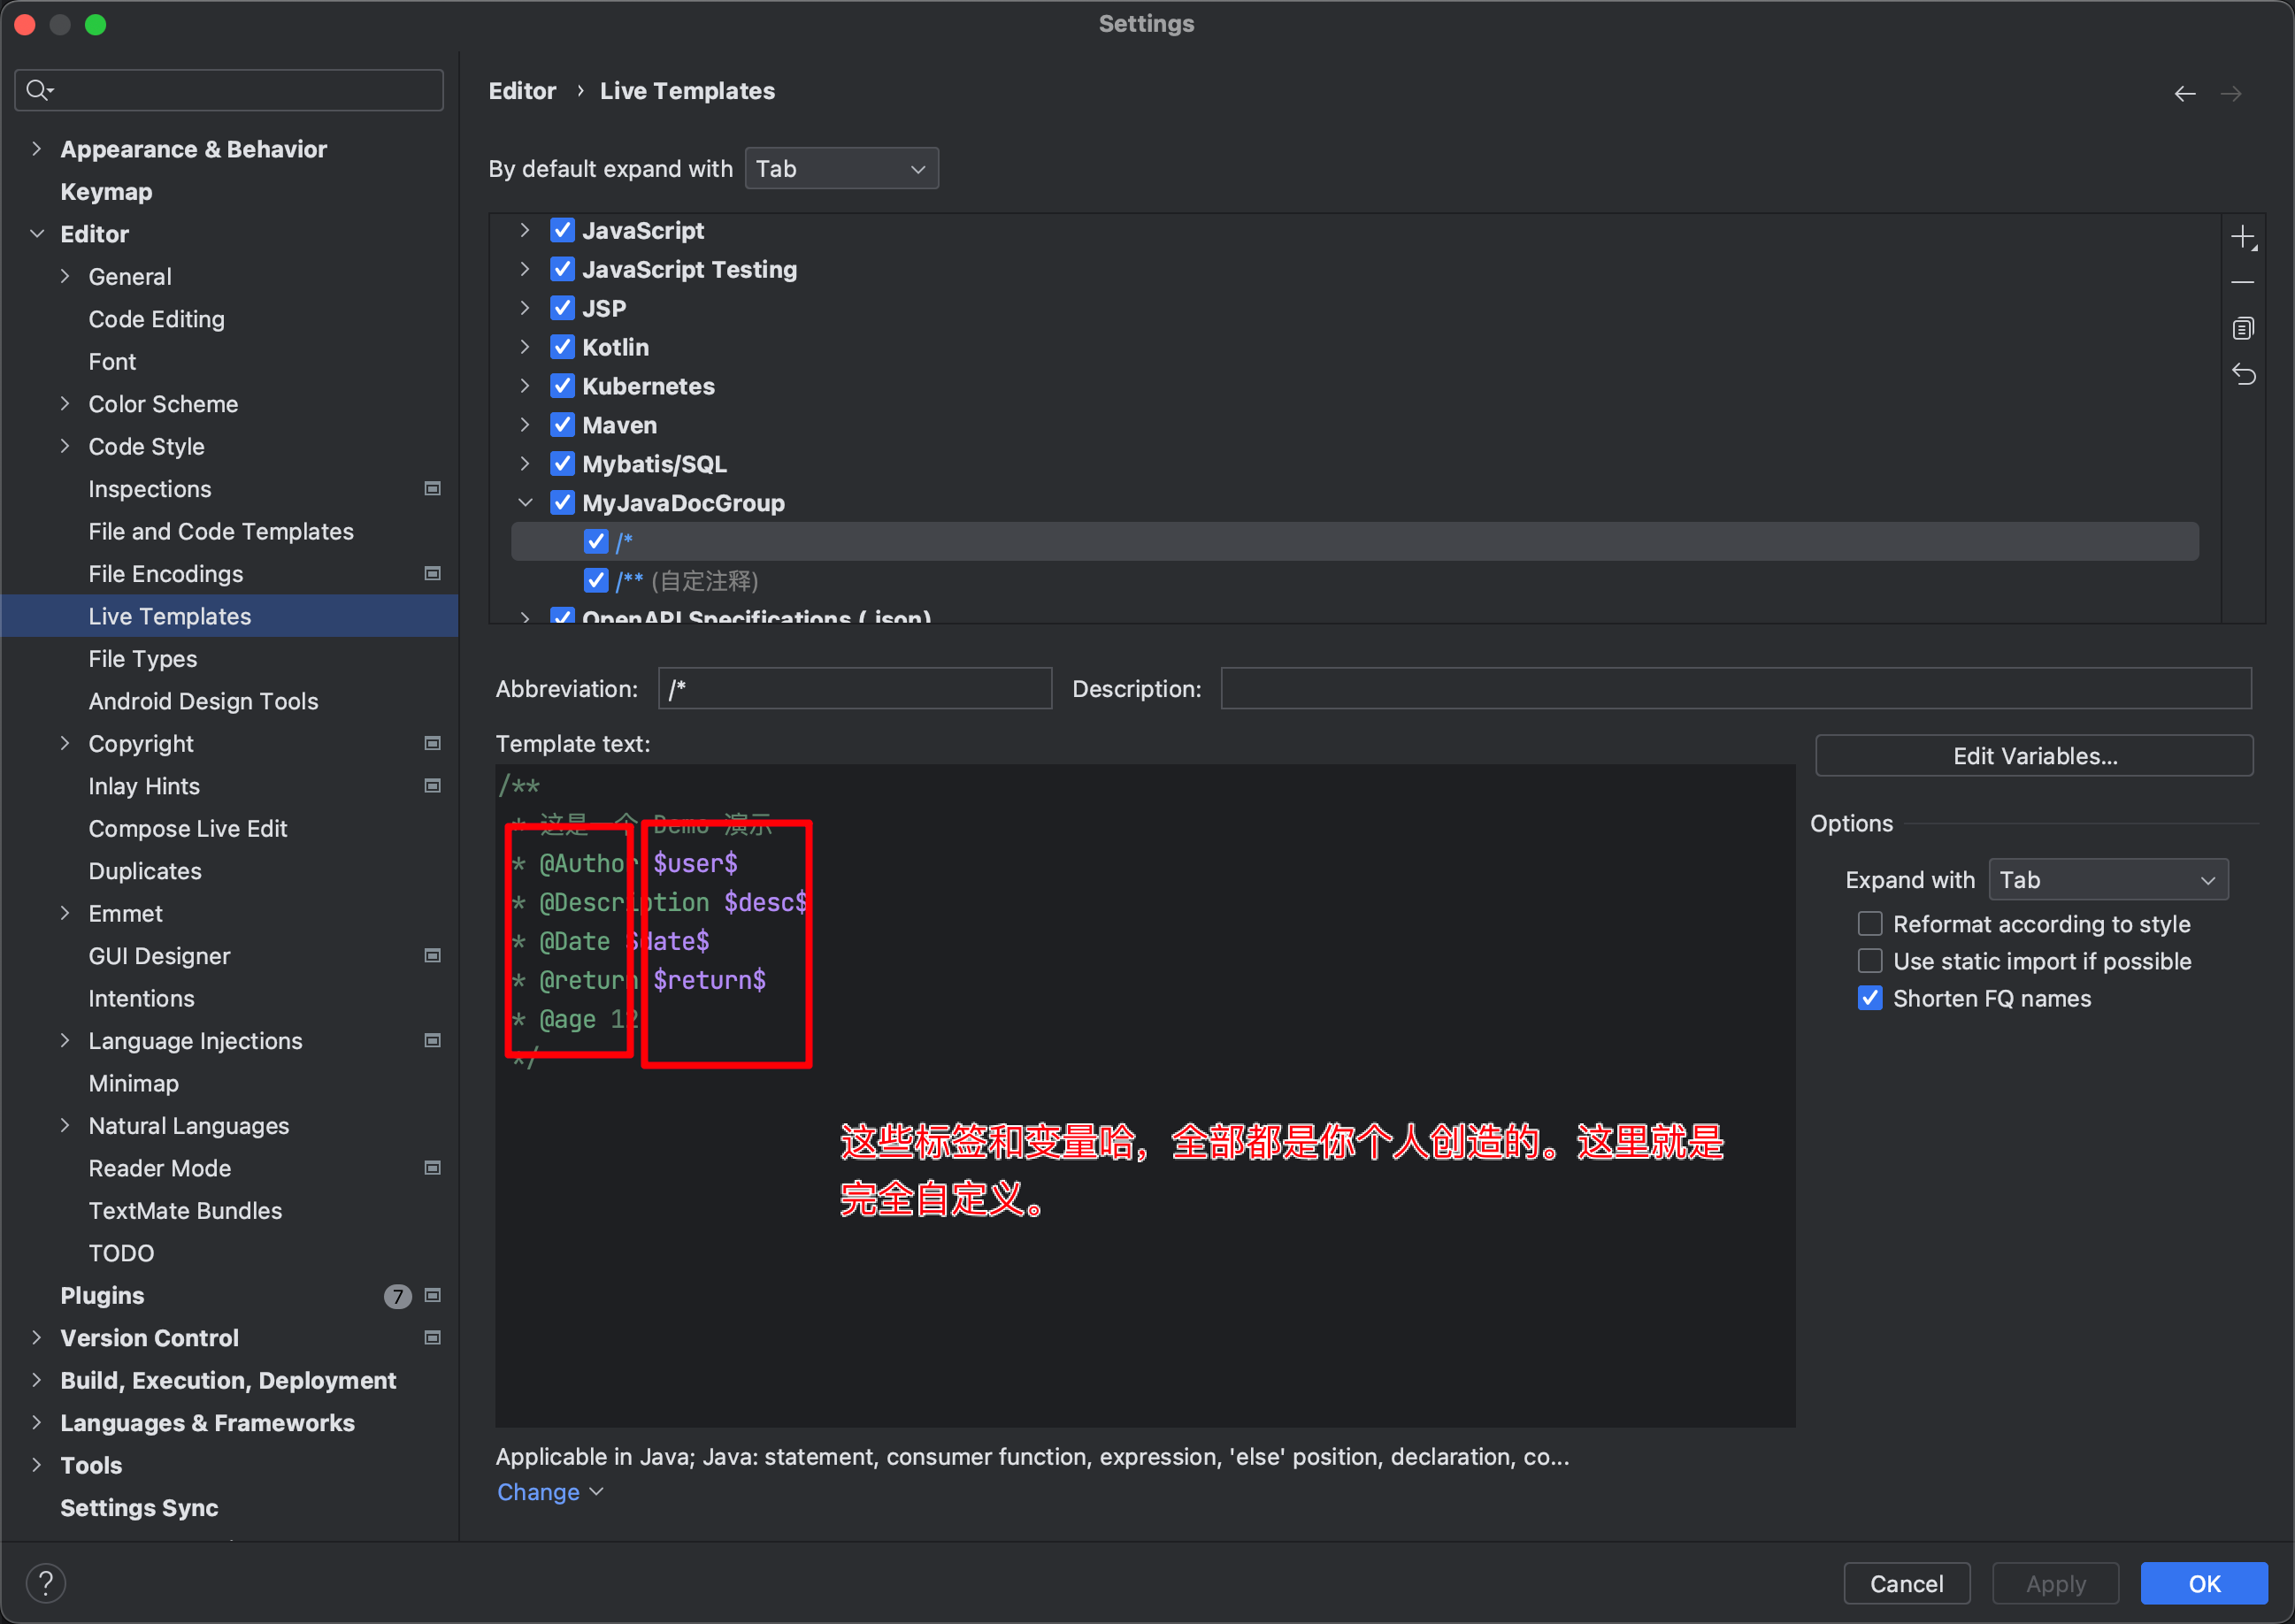 Settings
Appearance & Behavior
Keymap
Editor
General
Code Editing
Font
Color Scheme
Code Style
Inspections
File and Code Templates
File Encodings
Live Templates
File Types
Android Design Tools
Copyright
Inlay Hints
Compose Live Edit
Duplicates
Emmet
GUI Designer
Intentions
Language Injections
Minimap
Natural Languages
Reader Mode
TextMate Bundles
TODO
Plugins 7
Version Control
Build, Execution, Deployment
Languages & Frameworks
Tools
Settings Sync
Editor › Live Templates
By default expand with Tab
JavaScript
JavaScript Testing
JSP
Kotlin
Kubernetes
Maven
Mybatis/SQL
MyJavaDocGroup
/*
/** (自定注释)
OpenAPI Specifications (.json)
Abbreviation: /* Description:
Template text:
/**
* 这是一个 Demo 演示
* @Author $user$
* @Description $desc$
* @Date $date$
* @return $return$
* @age 12
*/
这些标签和变量哈，全部都是你个人创造的。这里就是
完全自定义。
Edit Variables...
Options
Expand with Tab
Reformat according to style
Use static import if possible
Shorten FQ names
Applicable in Java; Java: statement, consumer function, expression, 'else' position, declaration, co...
Change
?
Cancel
Apply
OK